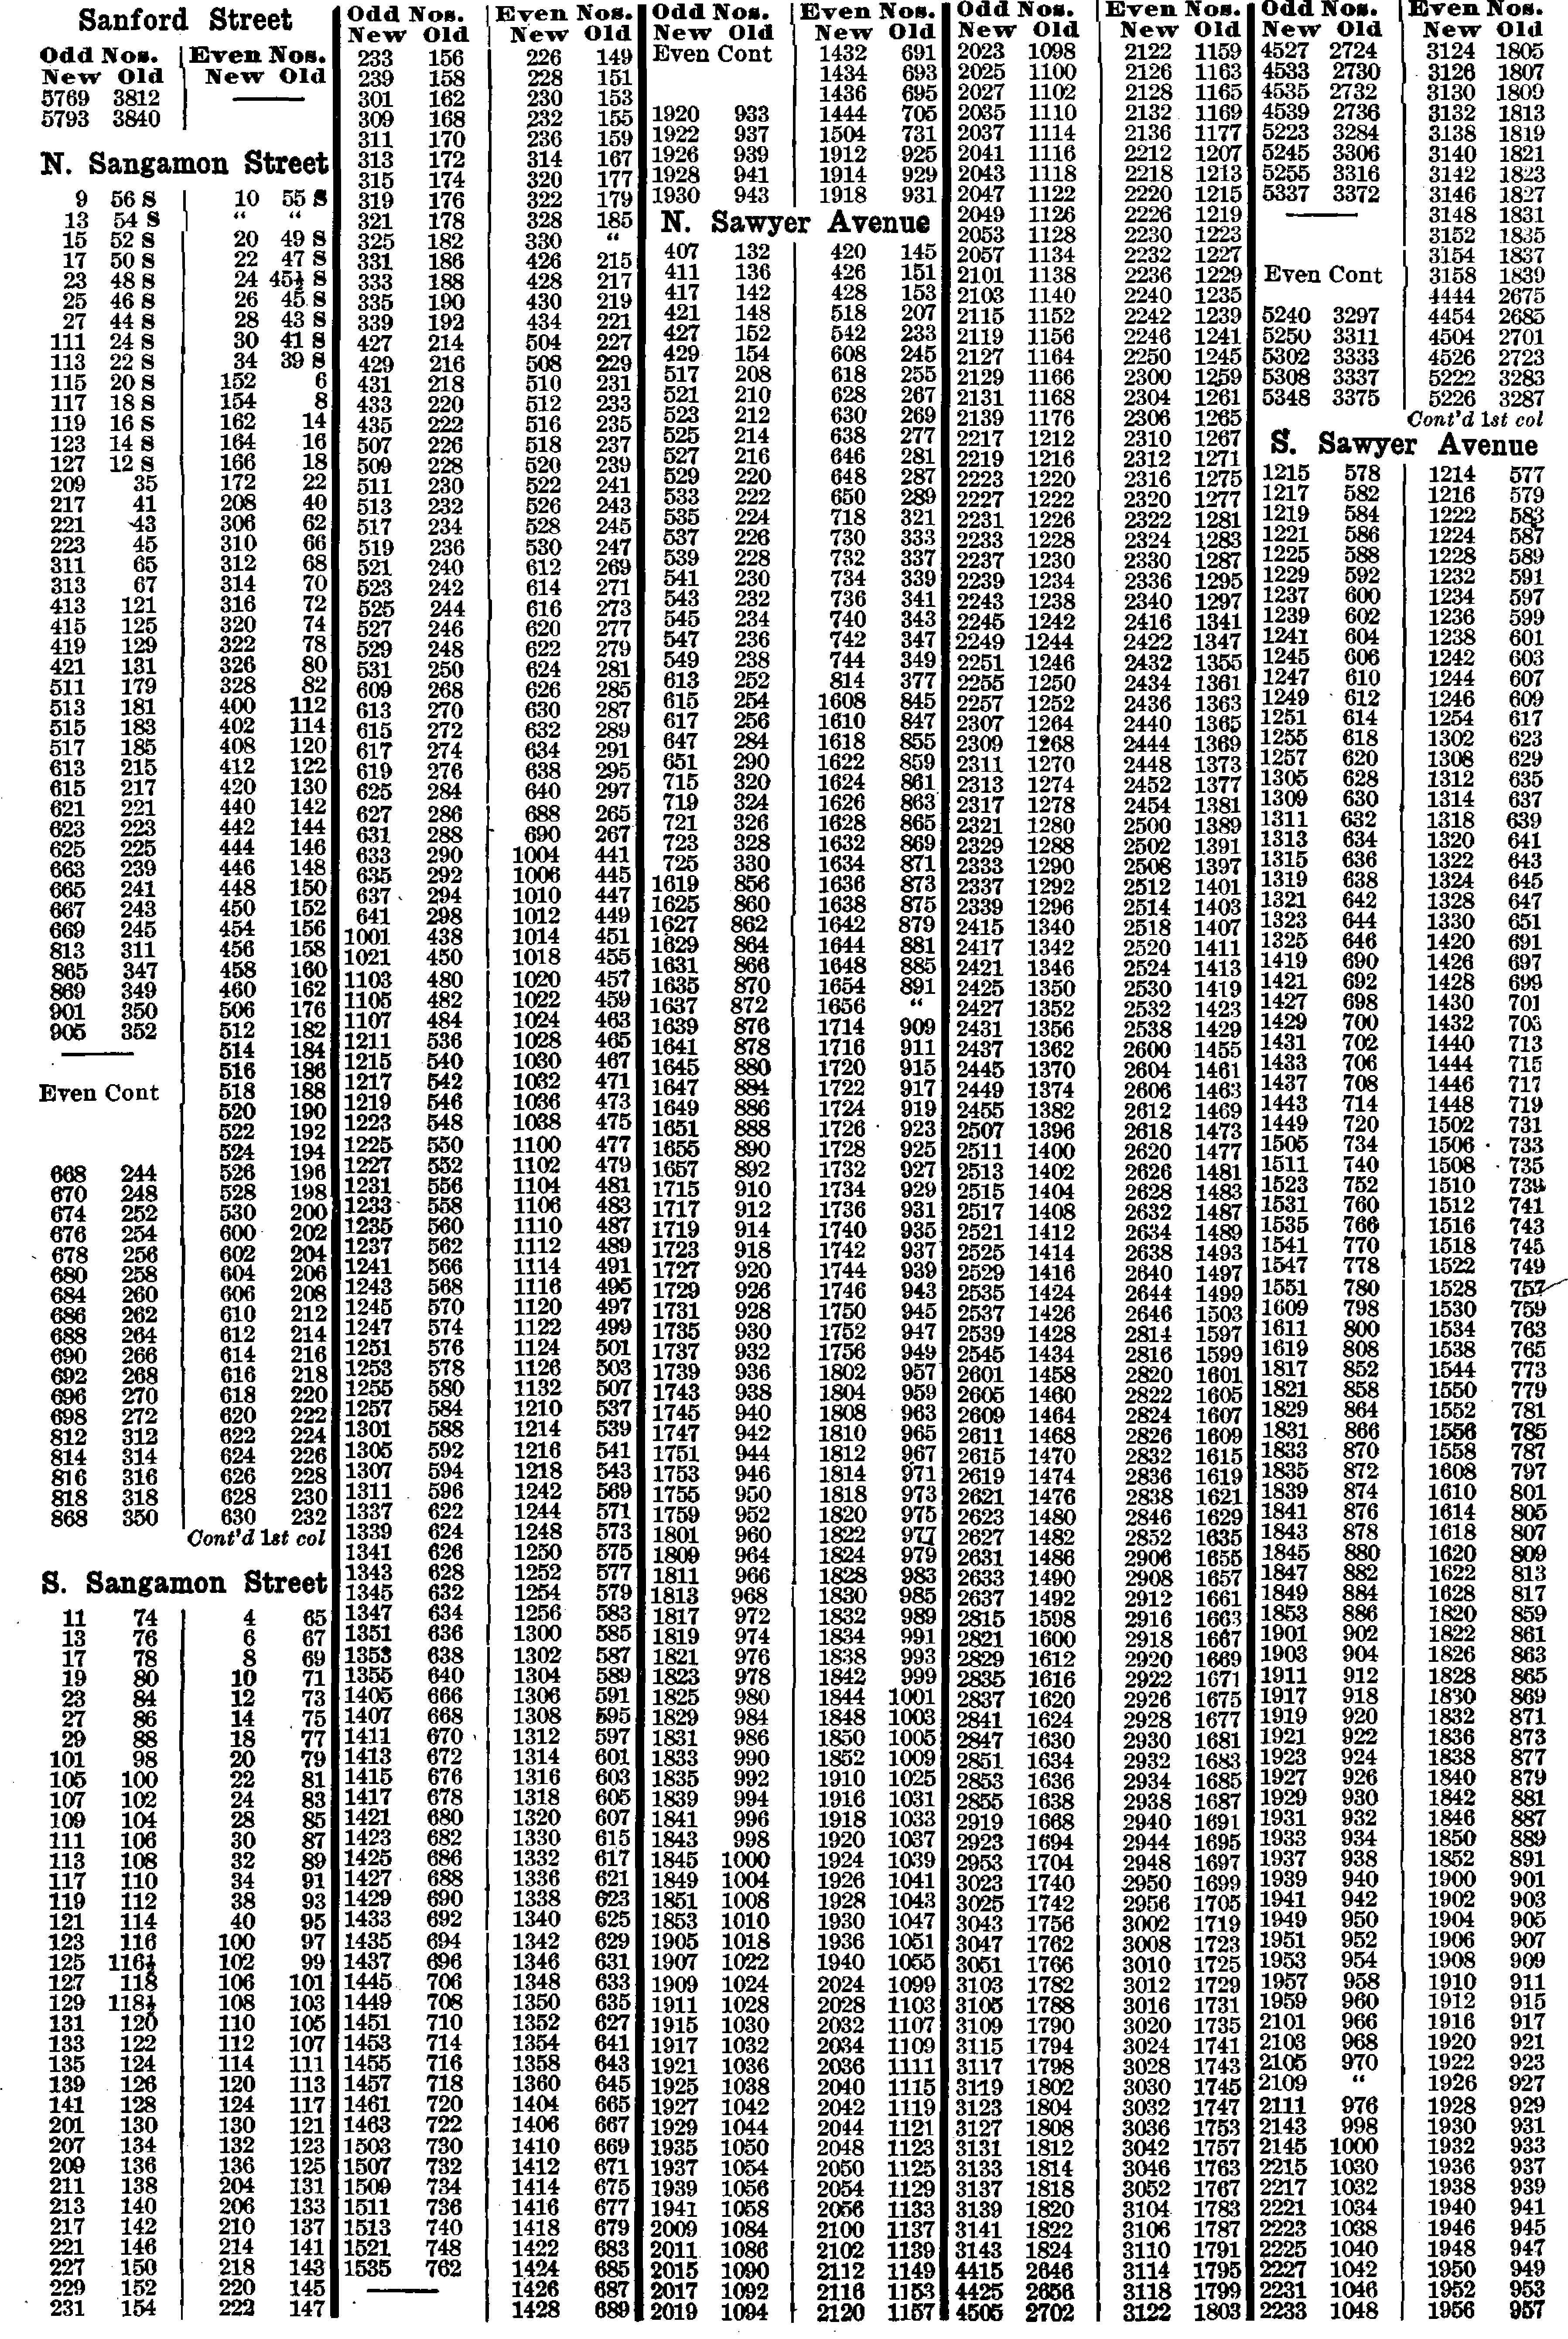 Sanford Street
Odd Nos. Even Nos.
New Old New Old
5769 3812
5793 3840
N. Sangamon Street
9 56 S 10 55 S
13 54 S “ “
15 52 S 20 49 S
17 50 S 22 47 S
23 48 S 24 45½ S
25 46 S 26 45 S
27 44 S 28 43 S
111 24 S 30 41 S
113 22 S 34 39 S
115 20 S 152 6
117 18 S 154 8
119 16 S 162 14
123 14 S 164 16
127 12 S 166 18
209 35 172 22
217 41 208 40
221 43 306 62
223 45 310 66
311 65 312 68
313 67 314 70
413 121 316 72
415 125 320 74
419 129 322 78
421 131 326 80
511 179 328 82
513 181 400 112
515 183 402 114
517 185 408 120
613 215 412 122
615 217 420 130
621 221 440 142
623 223 442 144
625 225 444 146
663 239 446 148
665 241 448 150
667 243 450 152
669 245 454 156
813 311 456 158
865 347 458 160
869 349 460 162
901 350 506 176
905 352 512 182
514 184
516 186
Even Cont 518 188
520 190
522 192
524 194
668 244 526 196
670 248 528 198
674 252 530 200
676 254 600 202
678 256 602 204
680 258 604 206
684 260 606 208
686 262 610 212
688 264 612 214
690 266 614 216
692 268 616 218
696 270 618 220
698 272 620 222
812 312 622 224
814 314 624 226
816 316 626 228
818 318 628 230
868 350 630 232
Cont'd 1st col
S. Sangamon Street
11 74 4 65
13 76 6 67
17 78 8 69
19 80 10 71
23 84 12 73
27 86 14 75
29 88 18 77
101 98 20 79
105 100 22 81
107 102 24 83
109 104 28 85
111 106 30 87
113 108 32 89
117 110 34 91
119 112 38 93
121 114 40 95
123 116 100 97
125 116½ 102 99
127 118 106 101
129 118½ 108 103
131 120 110 105
133 122 112 107
135 124 114 111
139 126 120 113
141 128 124 117
201 130 130 121
207 134 132 123
209 136 136 125
211 138 204 131
213 140 206 133
217 142 210 137
221 146 214 141
227 150 218 143
229 152 220 145
231 154 222 147
Odd Nos. Even Nos.
New Old New Old
233 156 226 149
239 158 228 151
301 162 230 153
309 168 232 155
311 170 236 159
313 172 314 167
315 174 320 177
319 176 322 179
321 178 328 185
325 182 330 “
331 186 426 215
333 188 428 217
335 190 430 219
339 192 434 221
427 214 504 227
429 216 508 229
431 218 510 231
433 220 512 233
435 222 516 235
507 226 518 237
509 228 520 239
511 230 522 241
513 232 526 243
517 234 528 245
519 236 530 247
521 240 612 269
523 242 614 271
525 244 616 273
527 246 620 277
529 248 622 279
531 250 624 281
609 268 626 285
613 270 630 287
615 272 632 289
617 274 634 291
619 276 638 295
625 284 640 297
627 286 688 265
631 288 690 267
633 290 1004 441
635 292 1006 445
637 294 1010 447
641 298 1012 449
1001 438 1014 451
1021 450 1018 455
1103 480 1020 457
1105 482 1022 459
1107 484 1024 463
1211 536 1028 465
1215 540 1030 467
1217 542 1032 471
1219 546 1036 473
1223 548 1038 475
1225 550 1100 477
1227 552 1102 479
1231 556 1104 481
1233 558 1106 483
1235 560 1110 487
1237 562 1112 489
1241 566 1114 491
1243 568 1116 495
1245 570 1120 497
1247 574 1122 499
1251 576 1124 501
1253 578 1126 503
1255 580 1132 507
1257 584 1210 537
1301 588 1214 539
1305 592 1216 541
1307 594 1218 543
1311 596 1242 569
1337 622 1244 571
1339 624 1248 573
1341 626 1250 575
1343 628 1252 577
1345 632 1254 579
1347 634 1256 583
1351 636 1300 585
1353 638 1302 587
1355 640 1304 589
1405 666 1306 591
1407 668 1308 595
1411 670 1312 597
1413 672 1314 601
1415 676 1316 603
1417 678 1318 605
1421 680 1320 607
1423 682 1330 615
1425 686 1332 617
1427 688 1336 621
1429 690 1338 623
1433 692 1340 625
1435 694 1342 629
1437 696 1346 631
1445 706 1348 633
1449 708 1350 635
1451 710 1352 627
1453 714 1354 641
1455 716 1358 643
1457 718 1360 645
1461 720 1404 665
1463 722 1406 667
1503 730 1410 669
1507 732 1412 671
1509 734 1414 675
1511 736 1416 677
1513 740 1418 679
1521 748 1422 683
1535 762 1424 685
1426 687
1428 689
Odd Nos. Even Nos.
New Old New Old
Even Cont 1432 691
1434 693
1436 695
1920 933 1444 705
1922 937 1504 731
1926 939 1912 925
1928 941 1914 929
1930 943 1918 931
N. Sawyer Avenue
407 132 420 145
411 136 426 151
417 142 428 153
421 148 518 207
427 152 542 233
429 154 608 245
517 208 618 255
521 210 628 267
523 212 630 269
525 214 638 277
527 216 646 281
529 220 648 287
533 222 650 289
535 224 718 321
537 226 730 333
539 228 732 337
541 230 734 339
543 232 736 341
545 234 740 343
547 236 742 347
549 238 744 349
613 252 814 377
615 254 1608 845
617 256 1610 847
647 284 1618 855
651 290 1622 859
715 320 1624 861
719 324 1626 863
721 326 1628 865
723 328 1632 869
725 330 1634 871
1619 856 1636 873
1625 860 1638 875
1627 862 1642 879
1629 864 1644 881
1631 866 1648 885
1635 870 1654 891
1637 872 1656 “
1639 876 1714 909
1641 878 1716 911
1645 880 1720 915
1647 884 1722 917
1649 886 1724 919
1651 888 1726 923
1655 890 1728 925
1657 892 1732 927
1715 910 1734 929
1717 912 1736 931
1719 914 1740 935
1723 918 1742 937
1727 920 1744 939
1729 926 1746 943
1731 928 1750 945
1735 930 1752 947
1737 932 1756 949
1739 936 1802 957
1743 938 1804 959
1745 940 1808 963
1747 942 1810 965
1751 944 1812 967
1753 946 1814 971
1755 950 1818 973
1759 952 1820 975
1801 960 1822 977
1809 964 1824 979
1811 966 1828 983
1813 968 1830 985
1817 972 1832 989
1819 974 1834 991
1821 976 1838 993
1823 978 1842 999
1825 980 1844 1001
1829 984 1848 1003
1831 986 1850 1005
1833 990 1852 1009
1835 992 1910 1025
1839 994 1916 1031
1841 996 1918 1033
1843 998 1920 1037
1845 1000 1924 1039
1849 1004 1926 1041
1851 1008 1928 1043
1853 1010 1930 1047
1905 1018 1936 1051
1907 1022 1940 1055
1909 1024 2024 1099
1911 1028 2028 1103
1915 1030 2032 1107
1917 1032 2034 1109
1921 1036 2036 1111
1925 1038 2040 1115
1927 1042 2042 1119
1929 1044 2044 1121
1935 1050 2048 1123
1937 1054 2050 1125
1939 1056 2054 1129
1941 1058 2056 1133
2009 1084 2100 1137
2011 1086 2102 1139
2015 1090 2112 1149
2017 1092 2116 1153
2019 1094 2120 1157
Odd Nos. Even Nos.
New Old New Old
2023 1098 2122 1159
2025 1100 2126 1163
2027 1102 2128 1165
2035 1110 2132 1169
2037 1114 2136 1177
2041 1116 2212 1207
2043 1118 2218 1213
2047 1122 2220 1215
2049 1126 2226 1219
2053 1128 2230 1223
2057 1134 2232 1227
2101 1138 2236 1229
2103 1140 2240 1235
2115 1152 2242 1239
2119 1156 2246 1241
2127 1164 2250 1245
2129 1166 2300 1259
2131 1168 2304 1261
2139 1176 2306 1265
2217 1212 2310 1267
2219 1216 2312 1271
2223 1220 2316 1275
2227 1222 2320 1277
2231 1226 2322 1281
2233 1228 2324 1283
2237 1230 2330 1287
2239 1234 2336 1295
2243 1238 2340 1297
2245 1242 2416 1341
2249 1244 2422 1347
2251 1246 2432 1355
2255 1250 2434 1361
2257 1252 2436 1363
2307 1264 2440 1365
2309 1268 2444 1369
2311 1270 2448 1373
2313 1274 2452 1377
2317 1278 2454 1381
2321 1280 2500 1389
2329 1288 2502 1391
2333 1290 2508 1397
2337 1292 2512 1401
2339 1296 2514 1403
2415 1340 2518 1407
2417 1342 2520 1411
2421 1346 2524 1413
2425 1350 2530 1419
2427 1352 2532 1423
2431 1356 2538 1429
2437 1362 2600 1455
2445 1370 2604 1461
2449 1374 2606 1463
2455 1382 2612 1469
2507 1396 2618 1473
2511 1400 2620 1477
2513 1402 2626 1481
2515 1404 2628 1483
2517 1408 2632 1487
2521 1412 2634 1489
2525 1414 2638 1493
2529 1416 2640 1497
2535 1424 2644 1499
2537 1426 2646 1503
2539 1428 2814 1597
2545 1434 2816 1599
2601 1458 2820 1601
2605 1460 2822 1605
2609 1464 2824 1607
2611 1468 2826 1609
2615 1470 2832 1615
2619 1474 2836 1619
2621 1476 2838 1621
2623 1480 2846 1629
2627 1482 2852 1635
2631 1486 2906 1655
2633 1490 2908 1657
2637 1492 2912 1661
2815 1598 2916 1663
2821 1600 2918 1667
2829 1612 2920 1669
2835 1616 2922 1671
2837 1620 2926 1675
2841 1624 2928 1677
2847 1630 2930 1681
2851 1634 2932 1683
2853 1636 2934 1685
2855 1638 2938 1687
2919 1668 2940 1691
2923 1694 2944 1695
2953 1704 2948 1697
3023 1740 2950 1699
3025 1742 2956 1705
3043 1756 3002 1719
3047 1762 3008 1723
3051 1766 3010 1725
3103 1782 3012 1729
3105 1788 3016 1731
3109 1790 3020 1735
3115 1794 3024 1741
3117 1798 3028 1743
3119 1802 3030 1745
3123 1804 3032 1747
3127 1808 3036 1753
3131 1812 3042 1757
3133 1814 3046 1763
3137 1818 3052 1767
3139 1820 3104 1783
3141 1822 3106 1787
3143 1824 3110 1791
4415 2646 3114 1795
4425 2656 3118 1799
4505 2702 3122 1803
Odd Nos. Even Nos.
New Old New Old
4527 2724 3124 1805
4533 2730 3126 1807
4535 2732 3130 1809
4539 2736 3132 1813
5223 3284 3138 1819
5245 3306 3140 1821
5255 3316 3142 1823
5337 3372 3146 1827
3148 1831
3152 1835
3154 1837
Even Cont 3158 1839
4444 2675
5240 3297 4454 2685
5250 3311 4504 2701
5302 3333 4526 2723
5308 3337 5222 3283
5348 3375 5226 3287
Cont'd 1st col
S. Sawyer Avenue
1215 578 1214 577
1217 582 1216 579
1219 584 1222 583
1221 586 1224 587
1225 588 1228 589
1229 592 1232 591
1237 600 1234 597
1239 602 1236 599
1241 604 1238 601
1245 606 1242 603
1247 610 1244 607
1249 612 1246 609
1251 614 1254 617
1255 618 1302 623
1257 620 1308 629
1305 628 1312 635
1309 630 1314 637
1311 632 1318 639
1313 634 1320 641
1315 636 1322 643
1319 638 1324 645
1321 642 1328 647
1323 644 1330 651
1325 646 1420 691
1419 690 1426 697
1421 692 1428 699
1427 698 1430 701
1429 700 1432 703
1431 702 1440 713
1433 706 1444 715
1437 708 1446 717
1443 714 1448 719
1449 720 1502 731
1505 734 1506 733
1511 740 1508 735
1523 752 1510 739
1531 760 1512 741
1535 766 1516 743
1541 770 1518 745
1547 778 1522 749
1551 780 1528 757
1609 798 1530 759
1611 800 1534 763
1619 808 1538 765
1817 852 1544 773
1821 858 1550 779
1829 864 1552 781
1831 866 1556 785
1833 870 1558 787
1835 872 1608 797
1839 874 1610 801
1841 876 1614 805
1843 878 1618 807
1845 880 1620 809
1847 882 1622 813
1849 884 1628 817
1853 886 1820 859
1901 902 1822 861
1903 904 1826 863
1911 912 1828 865
1917 918 1830 869
1919 920 1832 871
1921 922 1836 873
1923 924 1838 877
1927 926 1840 879
1929 930 1842 881
1931 932 1846 887
1933 934 1850 889
1937 938 1852 891
1939 940 1900 901
1941 942 1902 903
1949 950 1904 905
1951 952 1906 907
1953 954 1908 909
1957 958 1910 911
1959 960 1912 915
2101 966 1916 917
2103 968 1920 921
2105 970 1922 923
2109 “ 1926 927
2111 976 1928 929
2143 998 1930 931
2145 1000 1932 933
2215 1030 1936 937
2217 1032 1938 939
2221 1034 1940 941
2223 1038 1946 945
2225 1040 1948 947
2227 1042 1950 949
2231 1046 1952 953
2233 1048 1956 957